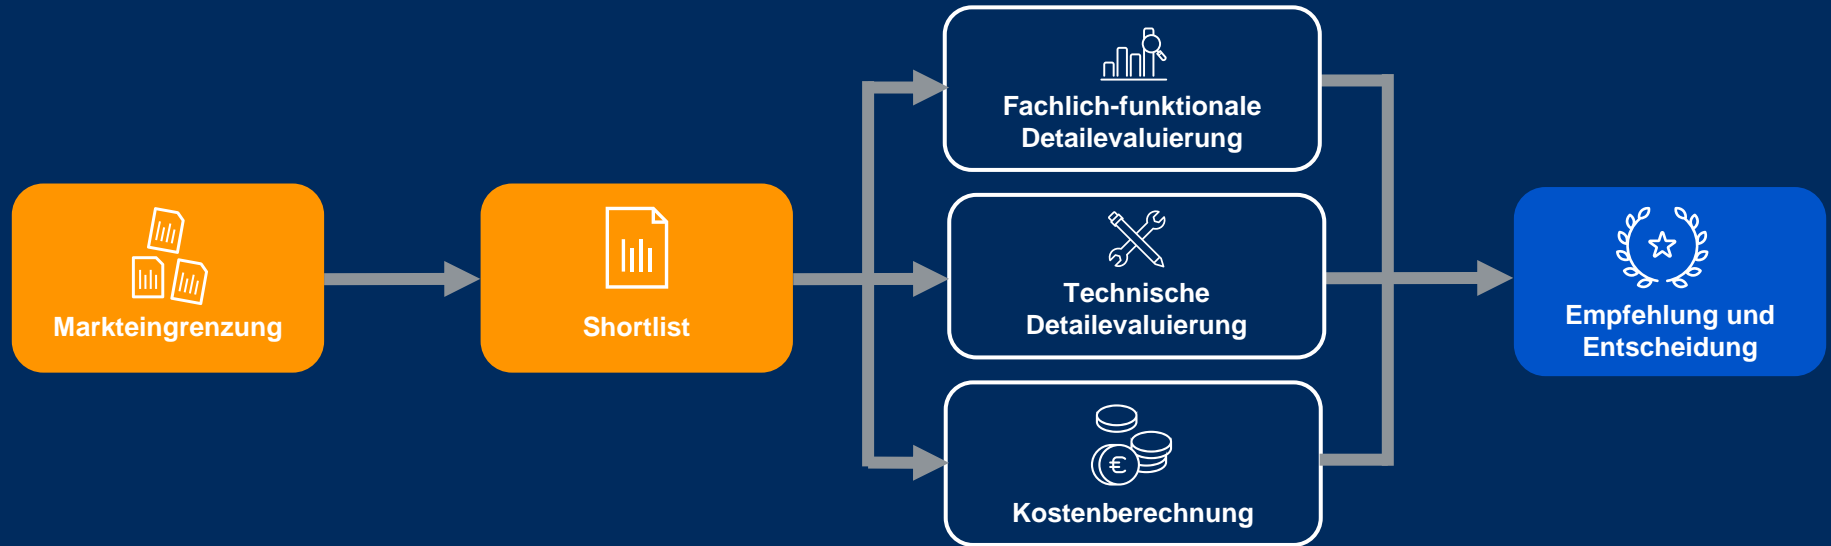 Markteingrenzung
Shortlist
Fachlich-funktionale
Detailevaluierung
Technische
Detailevaluierung
€
Kostenberechnung
Empfehlung und
Entscheidung